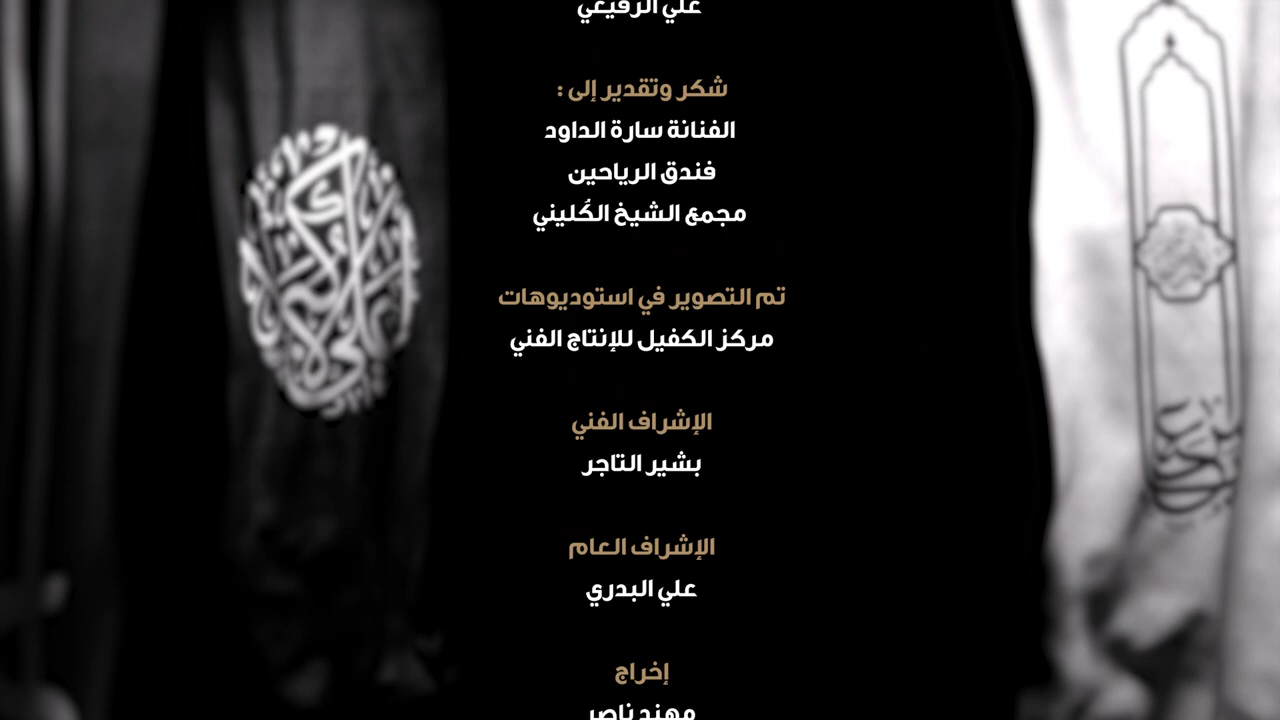 علي الرفيعي
شكر وتقدير إلى :
الفنانة سارة الداود
فندق الرياحين
مجمع الشيخ الكُليني
تم التصوير في استوديوهات
مركز الكفيل للإنتاج الفني
الإشراف الفني
بشير التاجر
الإشراف العام
علي البدري
إخراج
مهند ناصر